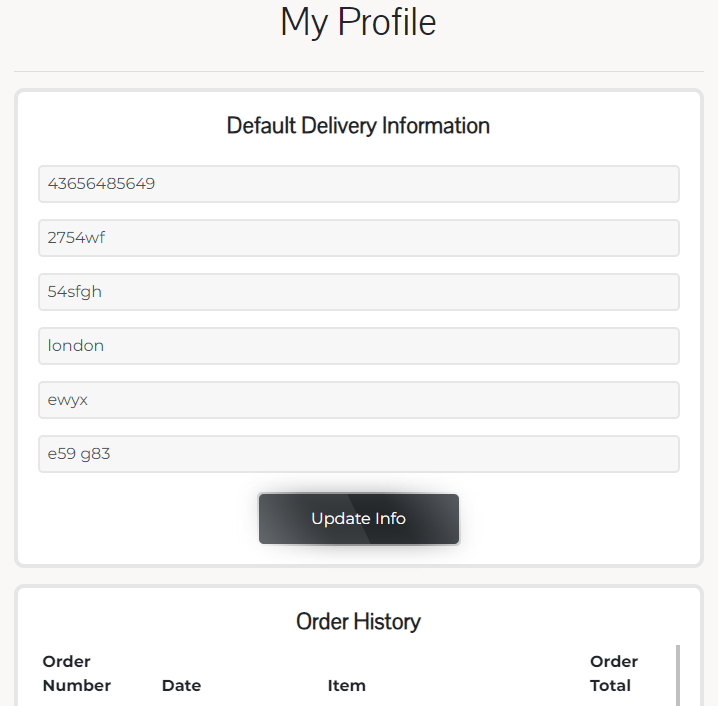 My Profile
Default Delivery Information
43656485649
2754wf
54sfgh
london
ewyx
e59 g83
Update Info
Order History
Order Number Date Item Order Total